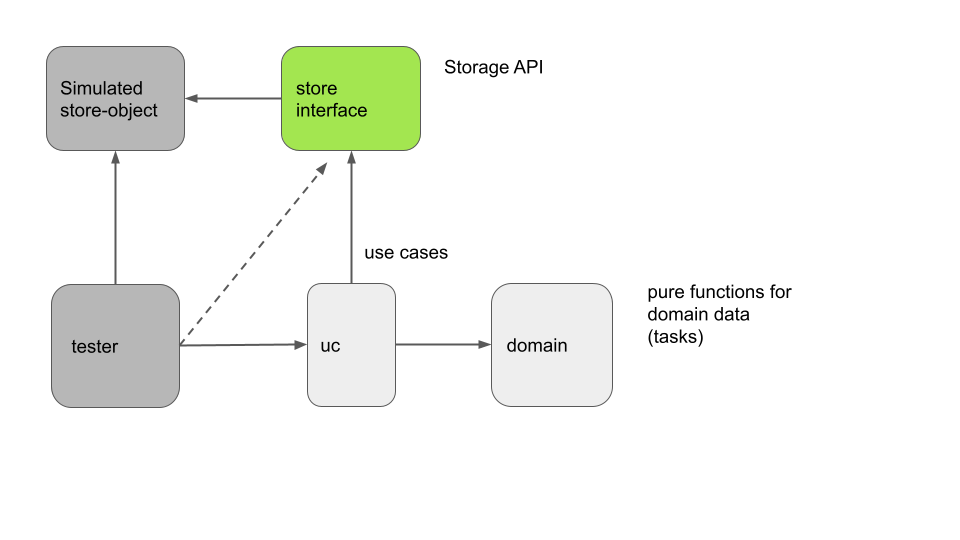 Simulated
store-object
store
interface
Storage API
use cases
tester
uc
domain
pure functions for
domain data
(tasks)